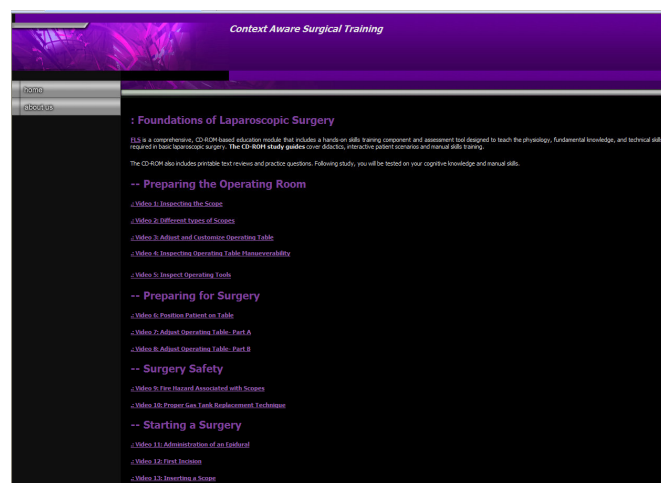 Context Aware Surgical Training
home
about us
: Foundations of Laparoscopic Surgery
FLS is a comprehensive, CD-ROM-based education module that includes a hands-on skills training component and assessment tool designed to teach the physiology, fundamental knowledge, and technical skills
required in basic laparoscopic surgery. The CD-ROM study guides cover didactics, interactive patient scenarios and manual skills training.
The CD-ROM also includes printable text reviews and practice questions. Following study, you will be tested on your cognitive knowledge and manual skills.
-- Preparing the Operating Room
.: Video 1: Inspecting the Scope
.: Video 2: Different types of Scopes
.: Video 3: Adjust and Customize Operating Table
.: Video 4: Inspecting Operating Table Manueverability
.: Video 5: Inspect Operating Tools
-- Preparing for Surgery
.: Video 6: Position Patient on Table
.: Video 7: Adjust Operating Table- Part A
.: Video 8: Adjust Operating Table- Part B
-- Surgery Safety
.: Video 9: Fire Hazard Associated with Scopes
.: Video 10: Proper Gas Tank Replacement Technique
-- Starting a Surgery
.: Video 11: Administration of an Epidural
.: Video 12: First Incision
.: Video 13: Inserting a Scope